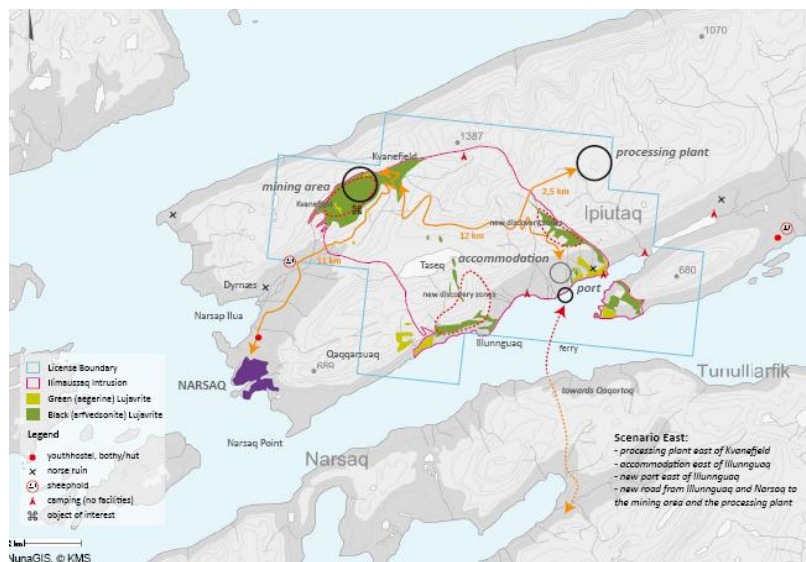 1070
1387
Kvanefield
processing plant
mining area
Kvanefjeld
2,5 km
Ipiutaq
new discovery zones
12 km
accommodation
11 km
Taseq
680
Dyrnæs
new discovery zones
port
Narsap Ilua
Illunnguaq
ferry
Qaqqarsuaq
689
Tunulliarfik
License Boundary
Ilimaussaq Intrusion
Green (aegerine) Lujavrite
Black (arfvedsonite) Lujavrite
NARSAQ
towards Qaqortoq
Legend
youthhostel, bothy/hut
norse ruin
sheephold
camping (no facilities)
object of interest
Narsaq Point
Narsaq
Scenario East:
- processing plant east of Kvanefjeld
- accommodation east of Illunnguaq
- new port east of Illunnguaq
- new road from Illunnguaq and Narsaq to
the mining area and the processing plant
km
NunaGIS, © KMS